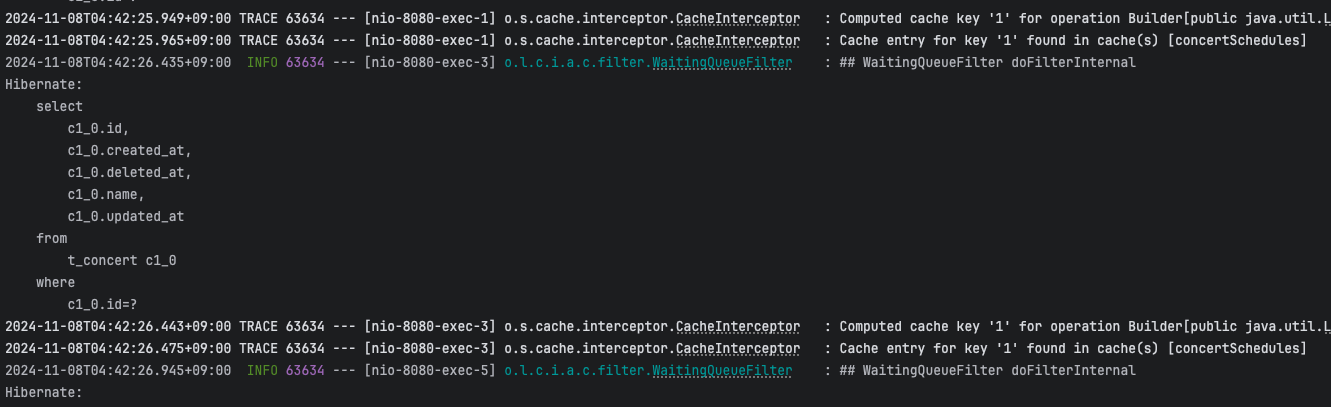 2024-11-08T04:42:25.949+09:00 TRACE 63634 --- [nio-8080-exec-1] o.s.cache.interceptor.CacheInterceptor   : Computed cache key '1' for operation Builder[public java.util.L
2024-11-08T04:42:25.965+09:00 TRACE 63634 --- [nio-8080-exec-1] o.s.cache.interceptor.CacheInterceptor   : Cache entry for key '1' found in cache(s) [concertSchedules]
2024-11-08T04:42:26.435+09:00  INFO 63634 --- [nio-8080-exec-3] o.l.c.i.a.c.filter.WaitingQueueFilter    : ## WaitingQueueFilter doFilterInternal
Hibernate:
    select
        c1_0.id,
        c1_0.created_at,
        c1_0.deleted_at,
        c1_0.name,
        c1_0.updated_at
    from
        t_concert c1_0
    where
        c1_0.id=?
2024-11-08T04:42:26.443+09:00 TRACE 63634 --- [nio-8080-exec-3] o.s.cache.interceptor.CacheInterceptor   : Computed cache key '1' for operation Builder[public java.util.L
2024-11-08T04:42:26.475+09:00 TRACE 63634 --- [nio-8080-exec-3] o.s.cache.interceptor.CacheInterceptor   : Cache entry for key '1' found in cache(s) [concertSchedules]
2024-11-08T04:42:26.945+09:00  INFO 63634 --- [nio-8080-exec-5] o.l.c.i.a.c.filter.WaitingQueueFilter    : ## WaitingQueueFilter doFilterInternal
Hibernate: